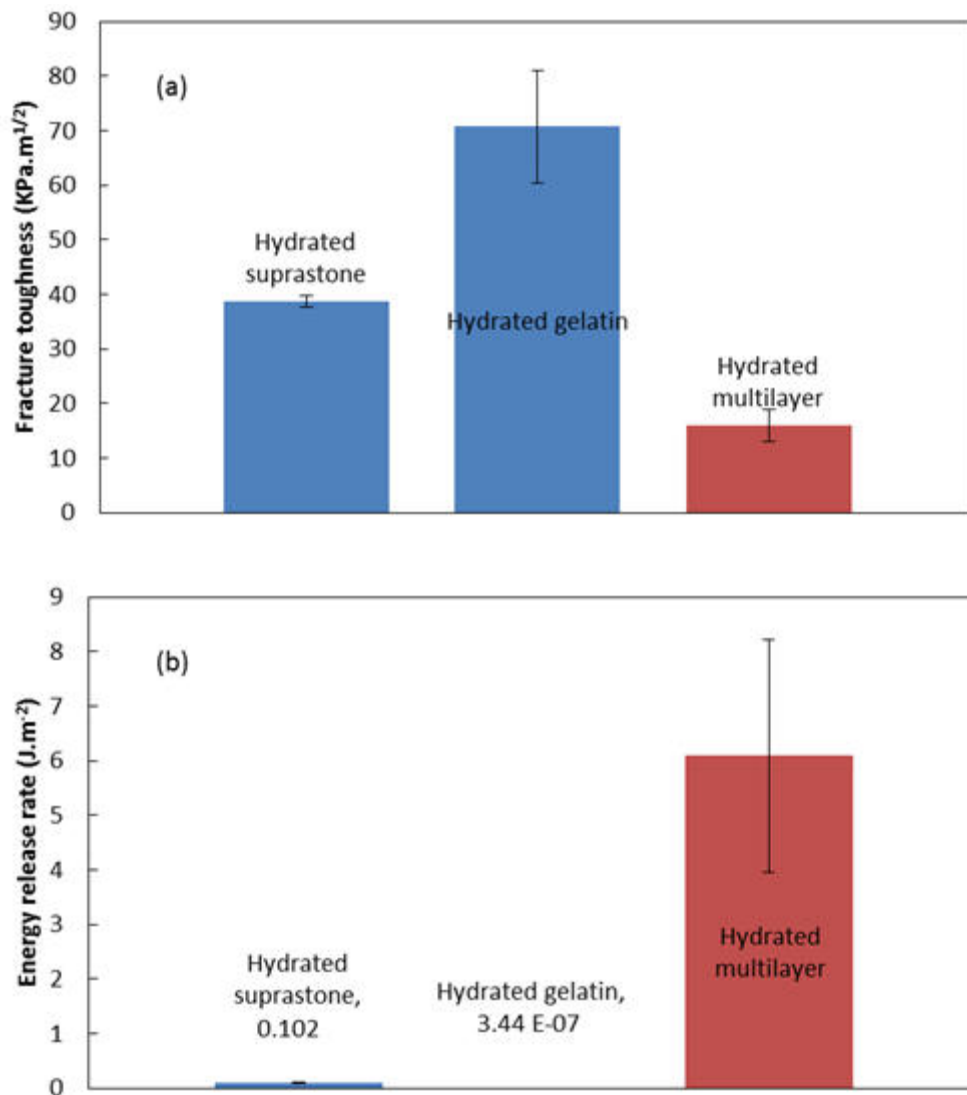 Fracture toughness (KPa.m1/2)
90
80
70
60
50
40
30
20
10
0
(a)
Hydrated
suprastone
Hydrated gelatin
Hydrated
multilayer
Energy release rate (J.m-2)
9
8
7
6
5
4
3
2
1
0
(b)
Hydrated
suprastone,
0.102
Hydrated gelatin,
3.44 E-07
Hydrated
multilayer